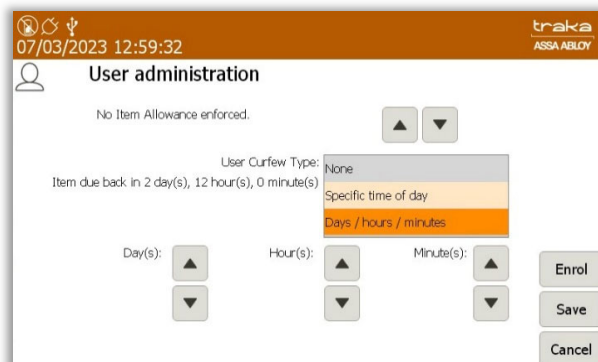 traka
07/03/2023 12:59:32
ASSA ABLOY
User administration
No Item Allowance enforced.
User Curfew Type:
None
Item due back in 2 day(s), 12 hour(s), 0 minute(s)
Specific time of day
Days / hours / minutes
Day(s):
Hour(s):
Minute(s):
Enrol
Save
Cancel